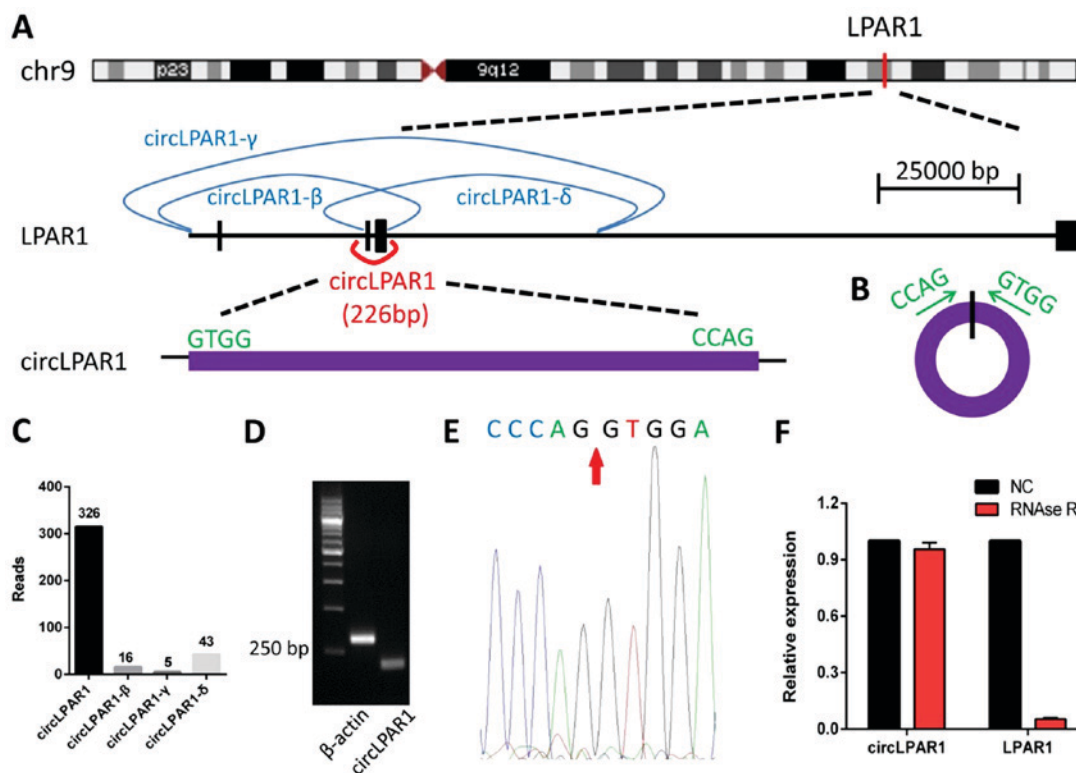 A
LPAR1
chr9
p23
9q12
circLPAR1-γ
25000 bp
circLPAR1-β
circLPAR1-δ
LPAR1
circLPAR1
(226bp)
GTGG
CCAG
circLPAR1
B
CCAG
GTGG
C
Reads
400
300
200
100
0
326
16
5
43
circLPAR1
circLPAR1-β
circLPAR1-γ
circLPAR1-δ
D
250 bp
β-actin
circLPAR1
E
C C C A G G T G G A
F
NC
RNAse R
Relative expression
1.2
0.9
0.6
0.3
0.0
circLPAR1
LPAR1